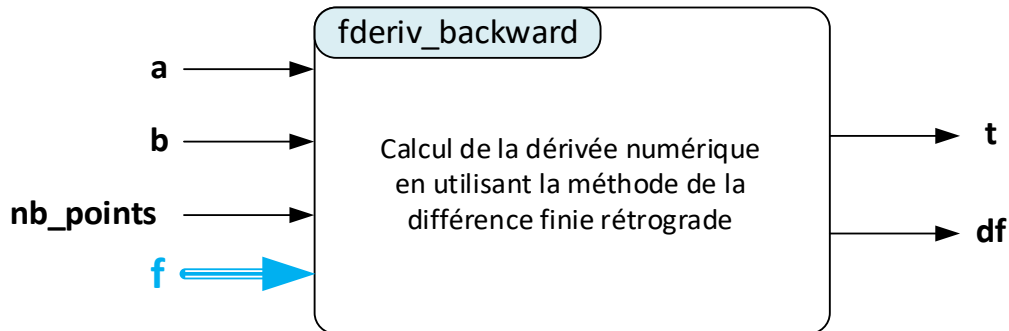 fderiv_backward
a
b
nb_points
f
Calcul de la dérivée numérique
en utilisant la méthode de la
différence finie rétrograde
t
df